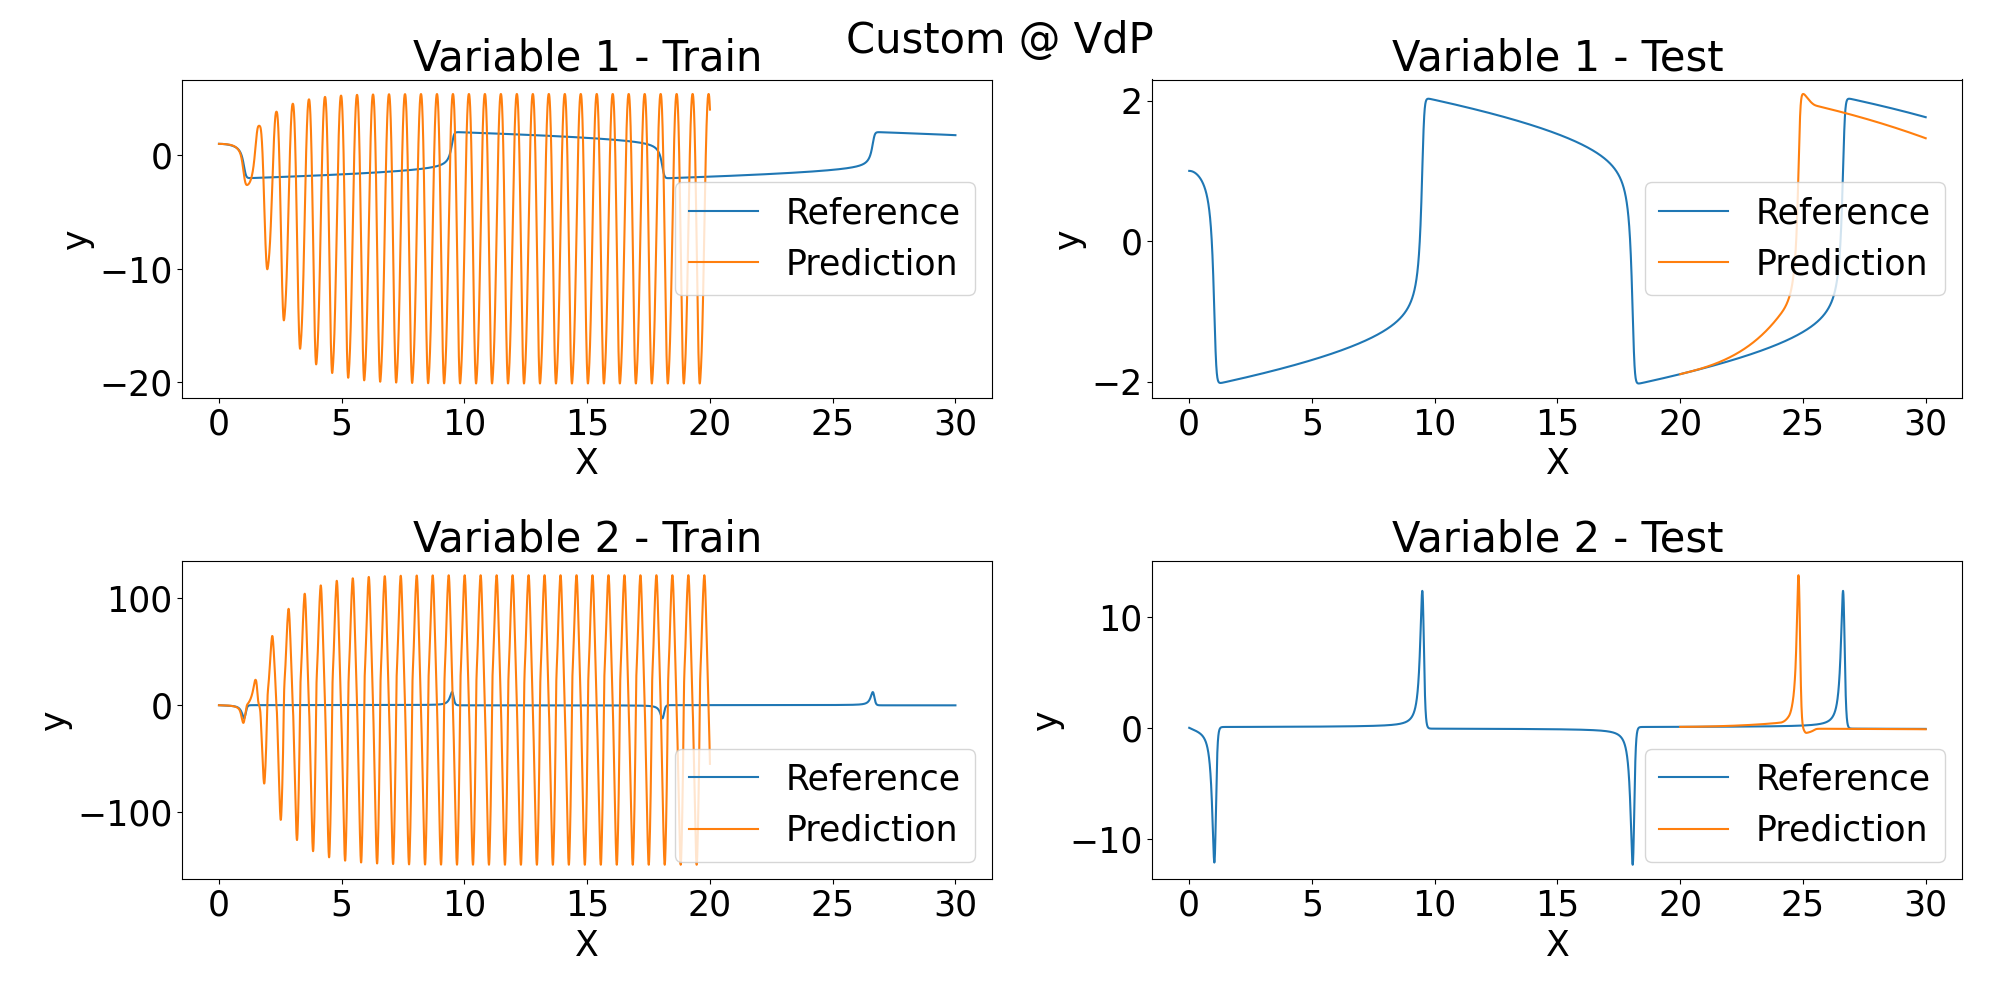 Custom @ VdP
Variable 1 - Train
y
0
−10
−20
0 5 10 15 20 25 30
X
Reference
Prediction
Variable 1 - Test
y
2
0
−2
0 5 10 15 20 25 30
X
Reference
Prediction
Variable 2 - Train
y
100
0
−100
0 5 10 15 20 25 30
X
Reference
Prediction
Variable 2 - Test
y
10
0
−10
0 5 10 15 20 25 30
X
Reference
Prediction